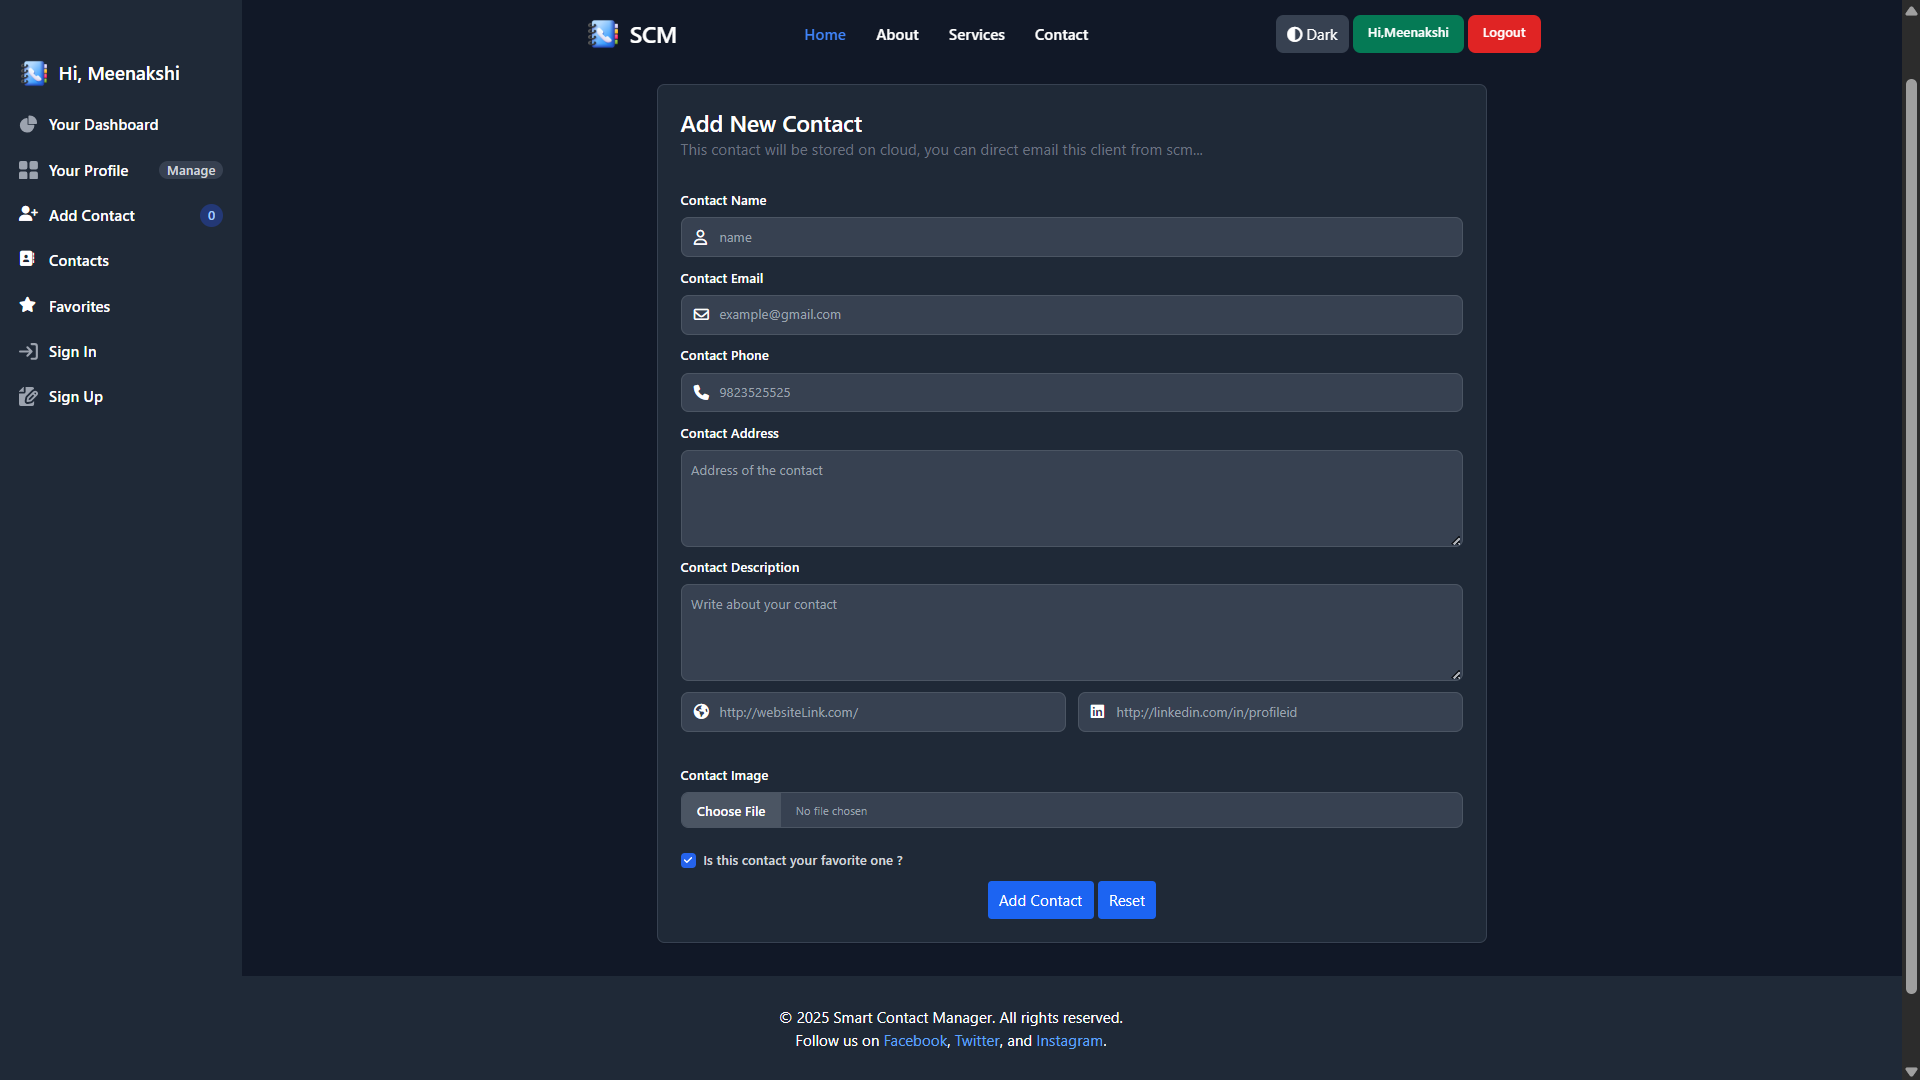 SCM
Home
About
Services
Contact
Dark
Hi,Meenakshi
Logout
Hi, Meenakshi
Your Dashboard
Your Profile
Manage
Add Contact
0
Contacts
Favorites
Sign In
Sign Up
Add New Contact
This contact will be stored on cloud, you can direct email this client from scm...
Contact Name
name
Contact Email
example@gmail.com
Contact Phone
9823525525
Contact Address
Address of the contact
Contact Description
Write about your contact
http://websiteLink.com/
http://linkedin.com/in/profileid
Contact Image
Choose File
No file chosen
Is this contact your favorite one ?
Add Contact
Reset
© 2025 Smart Contact Manager. All rights reserved.
Follow us on Facebook, Twitter, and Instagram.